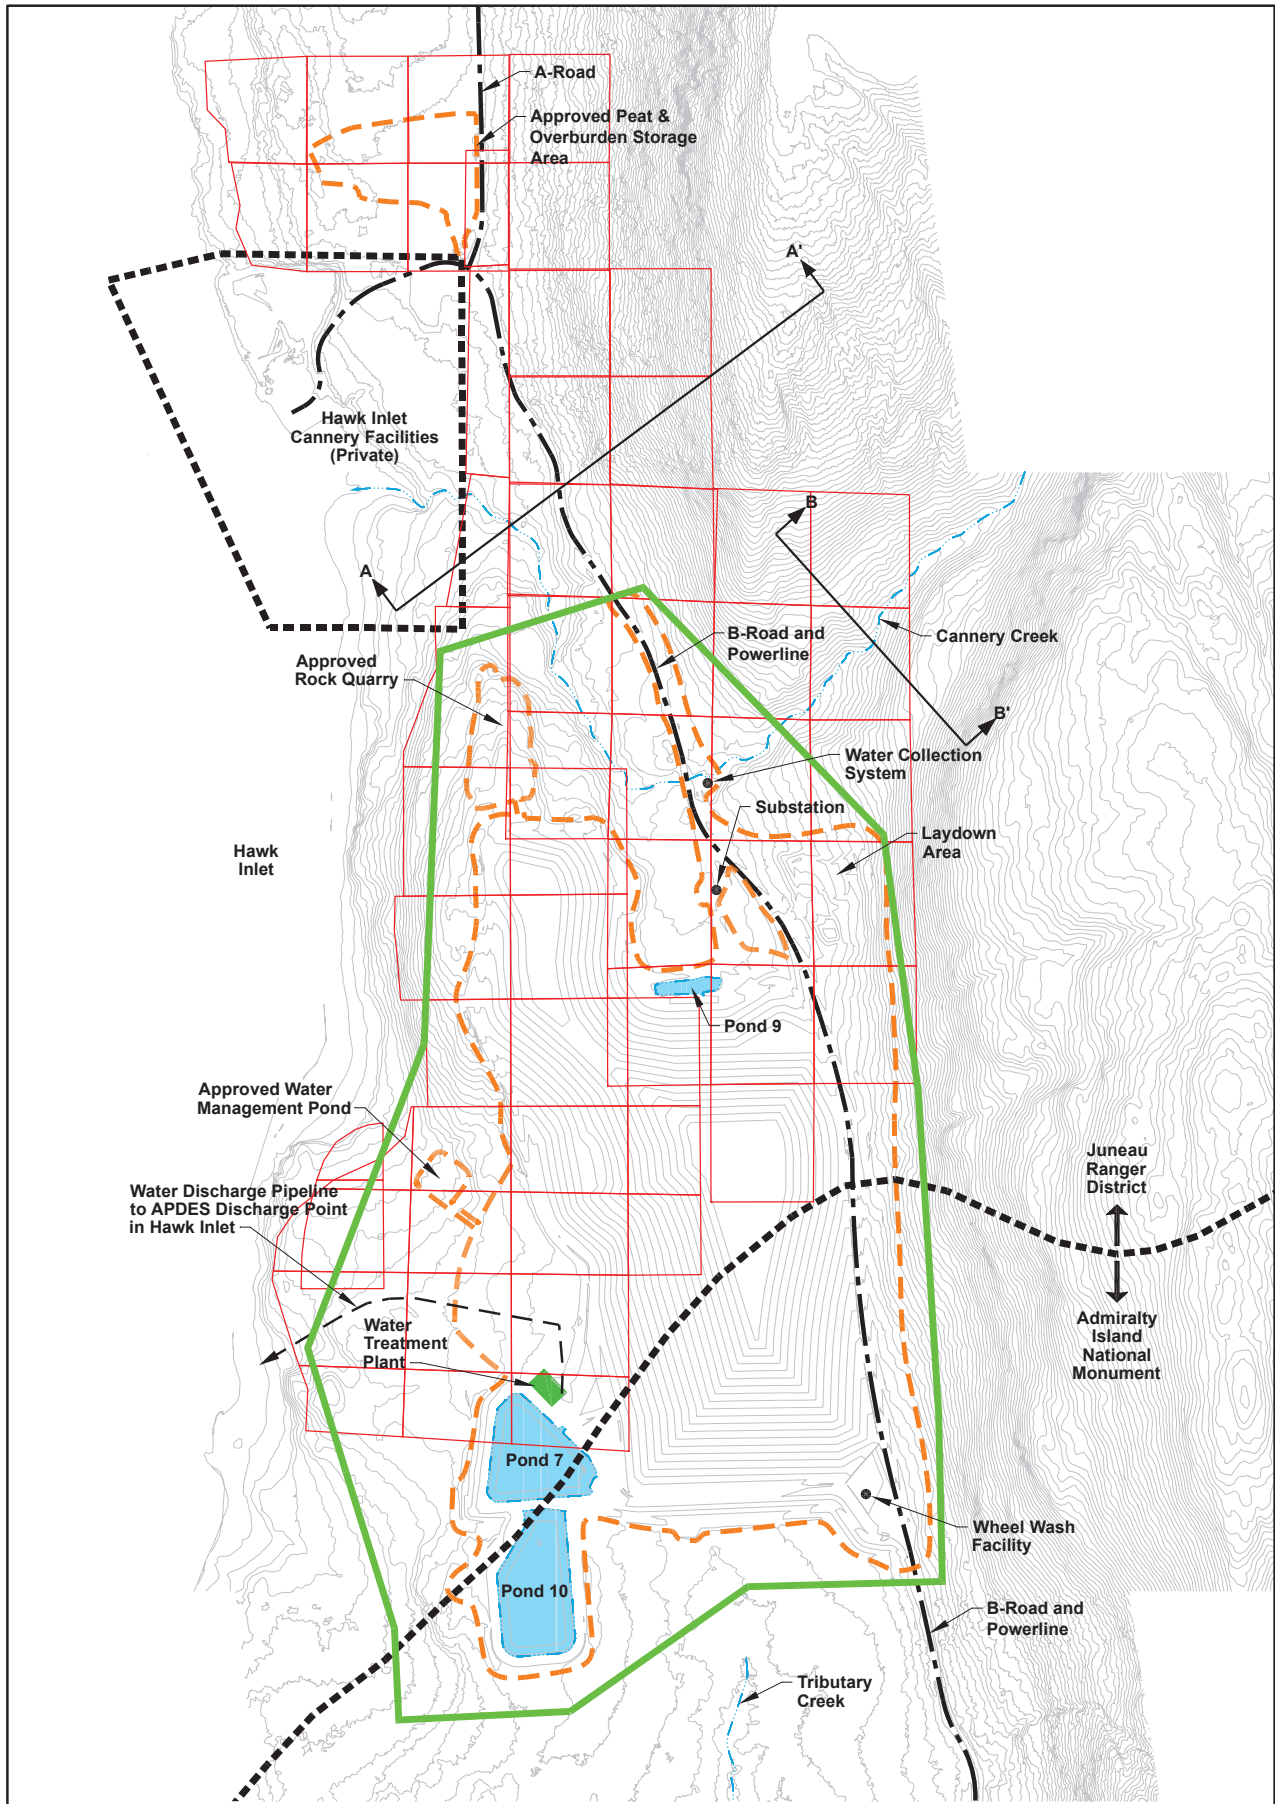 A-Road
Approved Peat &
Overburden Storage
Area
A'
Hawk Inlet
Cannery Facilities
(Private)
B
A
Cannery Creek
B-Road and
Powerline
Approved
Rock Quarry
B'
Water Collection
System
Substation
Laydown
Area
Hawk
Inlet
Pond 9
Approved Water
Management Pond
Juneau
Ranger
District
Water Discharge Pipeline
to APDES Discharge Point
in Hawk Inlet
Admiralty
Island
National
Monument
Water
Treatment
Plant
Pond 7
Wheel Wash
Facility
Pond 10
B-Road and
Powerline
Tributary
Creek